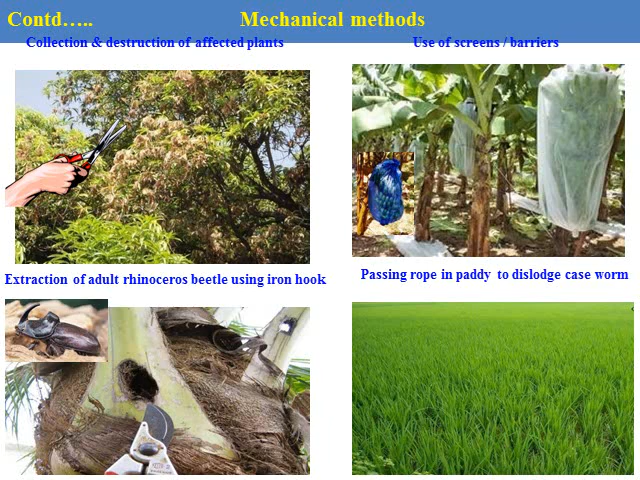 Contd….. Mechanical methods
Collection & destruction of affected plants
Use of screens / barriers
Extraction of adult rhinoceros beetle using iron hook
Passing rope in paddy to dislodge case worm